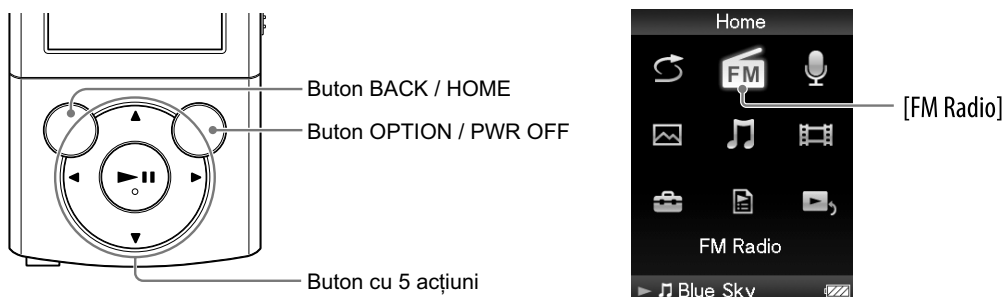 Buton BACK / HOME
Buton OPTION / PWR OFF
Buton cu 5 acțiuni
Home
FM
[FM Radio]
FM Radio
Blue Sky